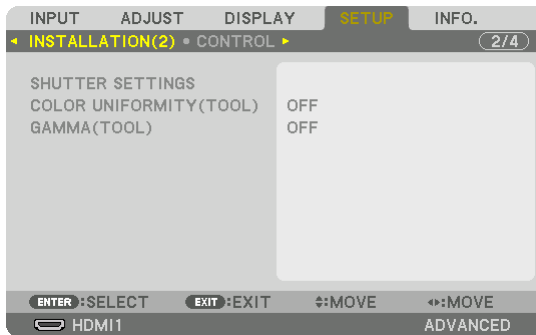 INPUT ADJUST DISPLAY SETUP INFO.
INSTALLATION(2) • CONTROL 2/4
SHUTTER SETTINGS
COLOR UNIFORMITY(TOOL) OFF
GAMMA(TOOL) OFF
ENTER :SELECT EXIT :EXIT :MOVE :MOVE
HDMI1 ADVANCED